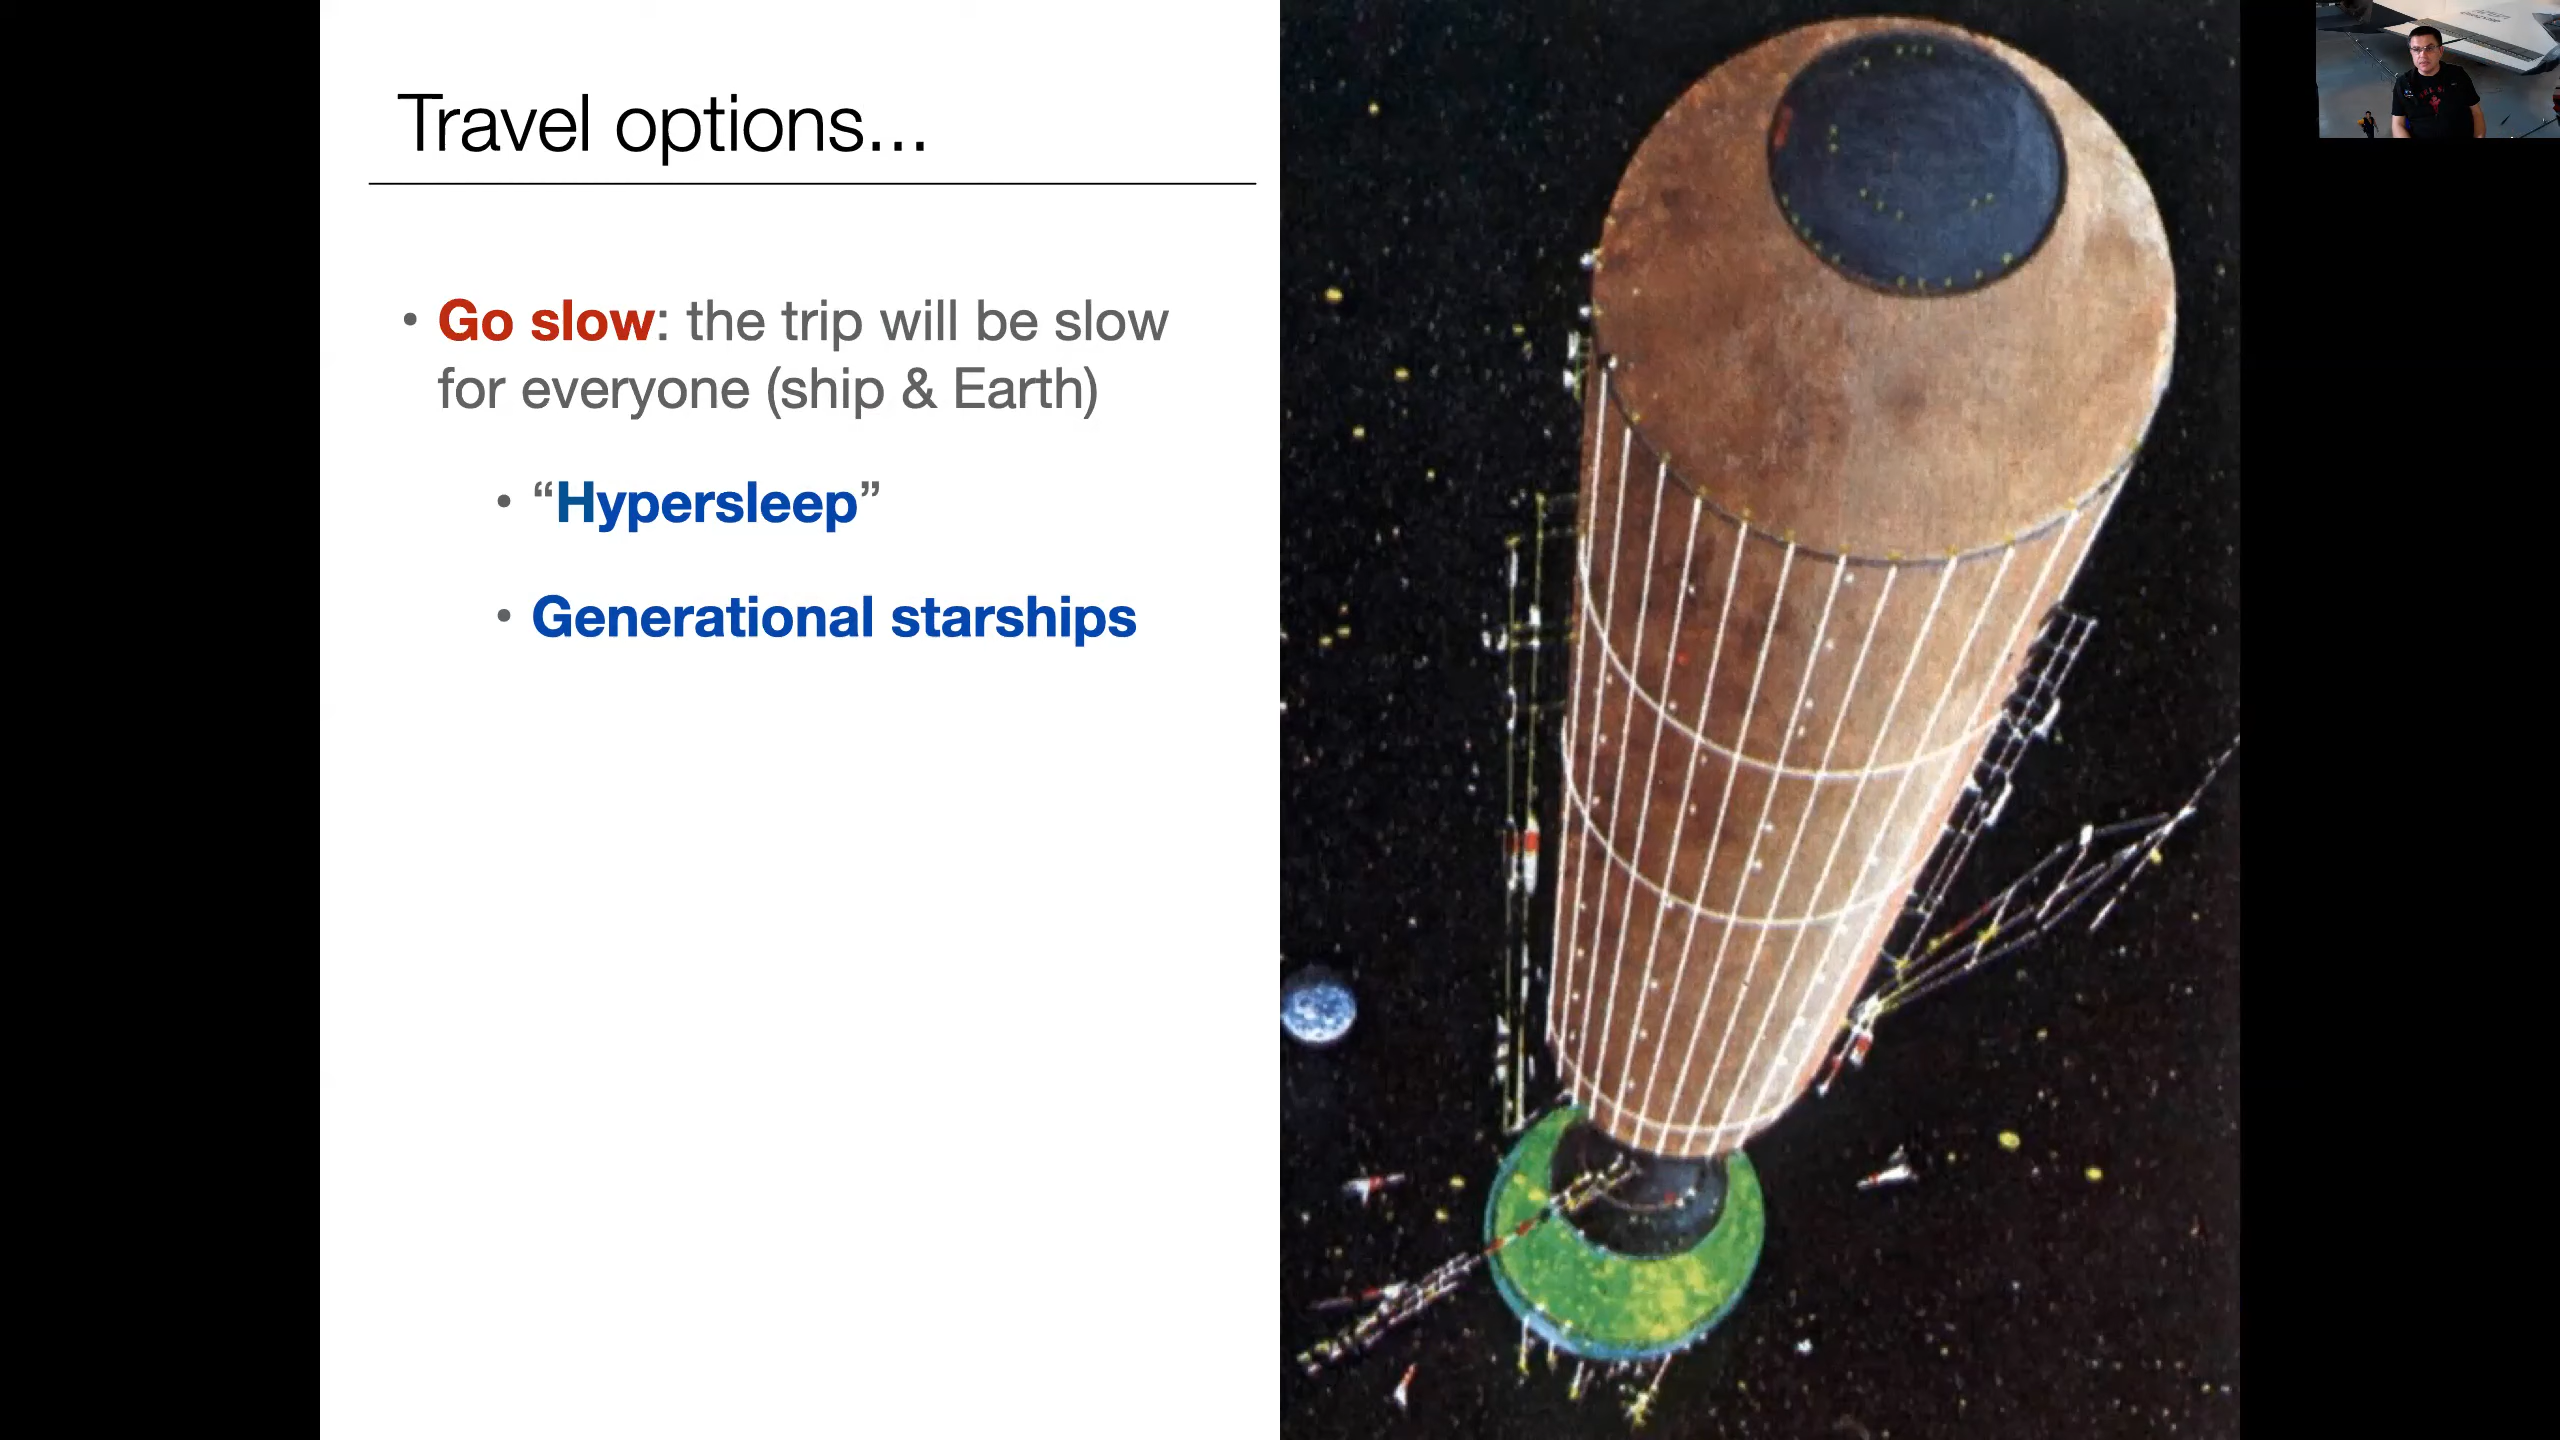 Travel options...
• Go slow: the trip will be slow
for everyone (ship & Earth)
• “Hypersleep”
• Generational starships